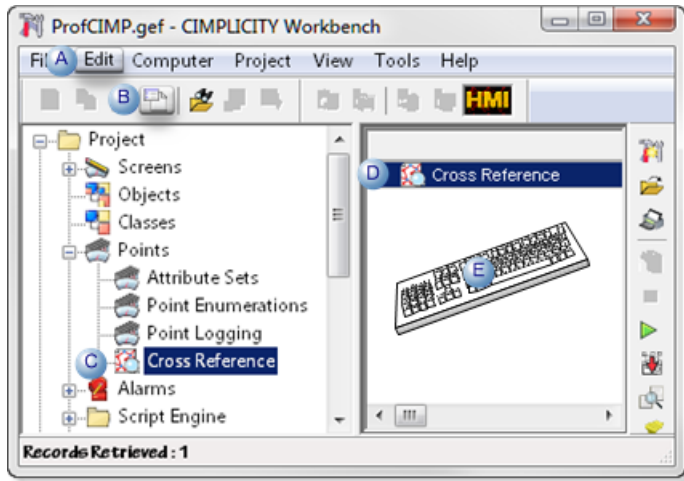 ProfCIMP.gef - CIMPLICITY Workbench
Fil A Edit Computer Project View Tools Help
B HMI
Project
Screens
Objects
Classes
Points
Attribute Sets
Point Enumerations
Point Logging
C Cross Reference
Alarms
Script Engine
D Cross Reference
E
Records Retrieved : 1